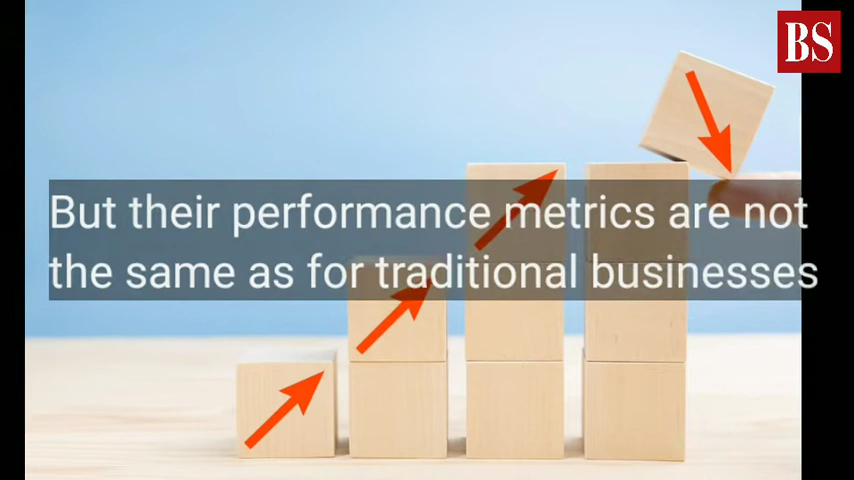 BS
But their performance metrics are not
the same as for traditional businesses